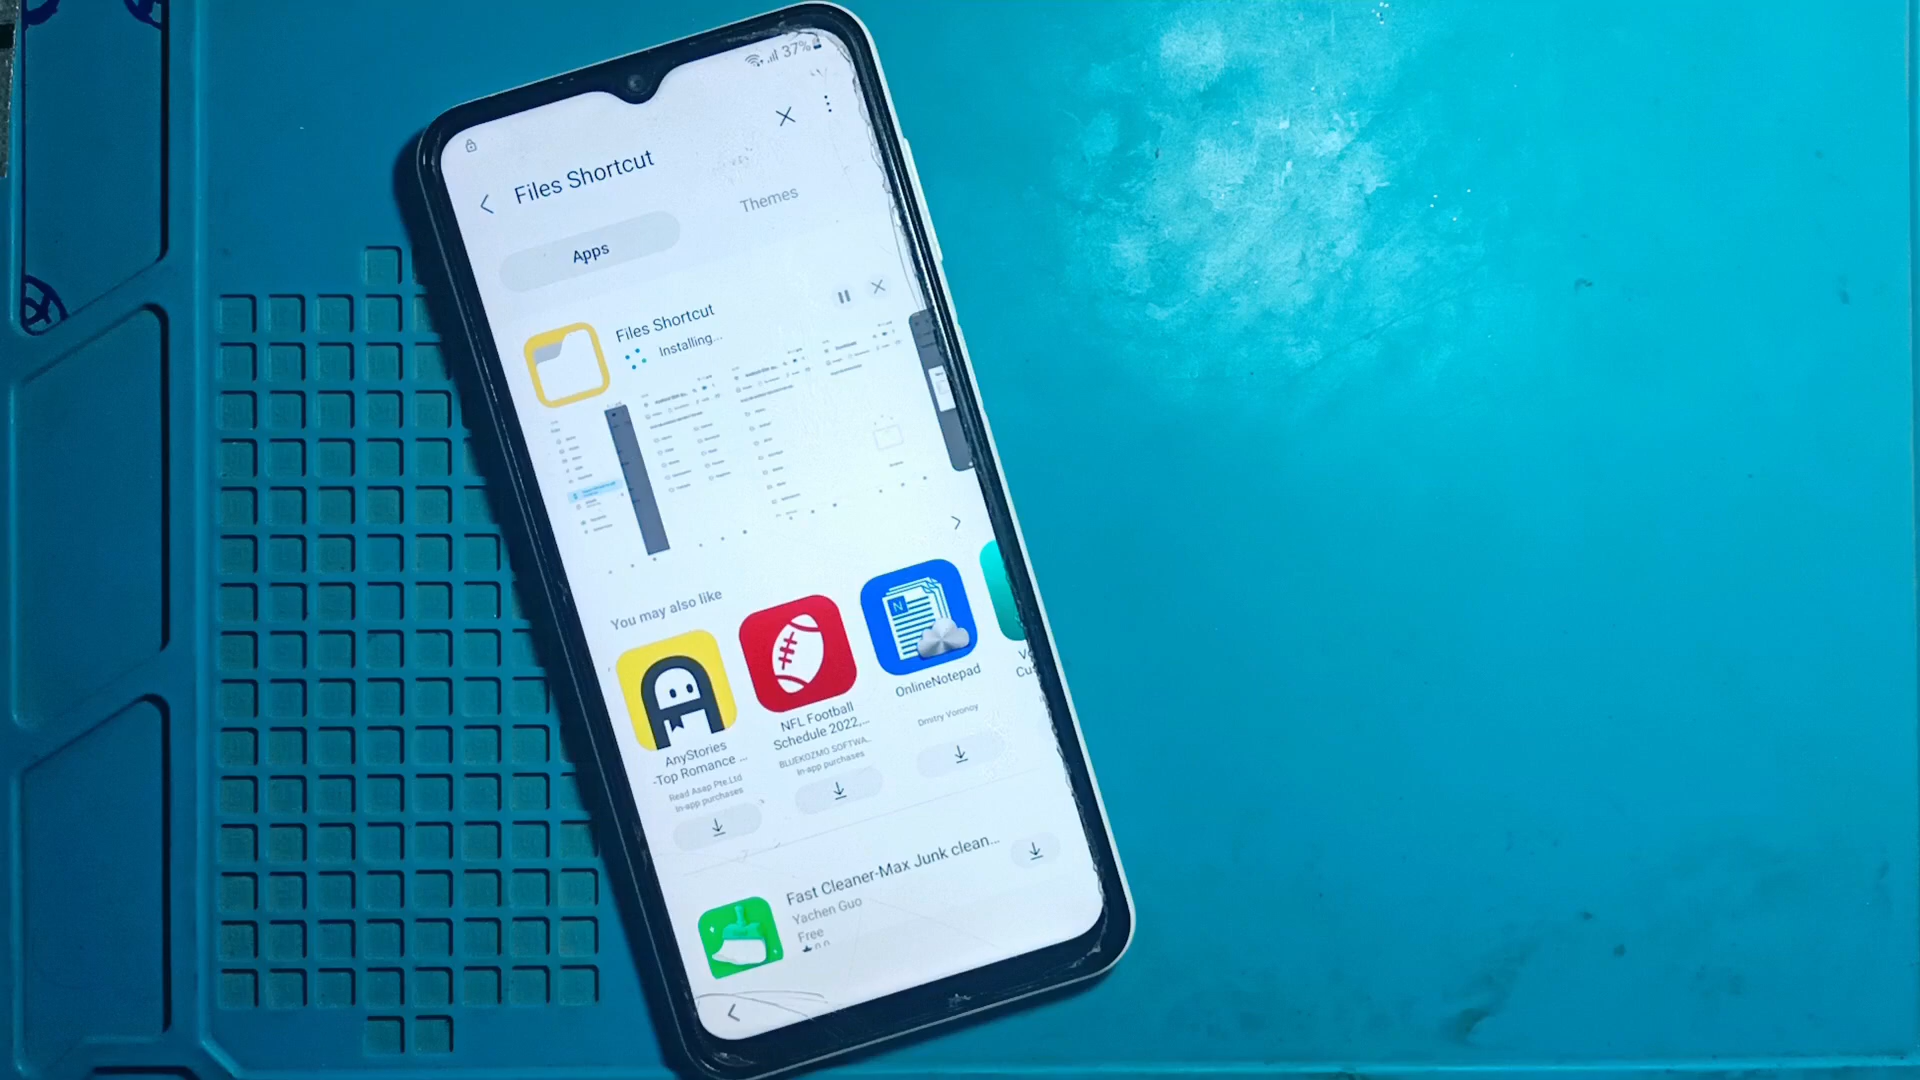 37%
Files Shortcut
Apps
Themes
Files Shortcut
Installing...
You may also like
AnyStories
-Top Romance ...
Read Asap Pte.Ltd
In-app purchases
NFL Football
Schedule 2022,...
BLUEKOZMO SOFTWA...
In-app purchases
N
OnlineNotepad
Dmitry Voronoy
Cus
Fast Cleaner-Max Junk clean...
Yachen Guo
Free